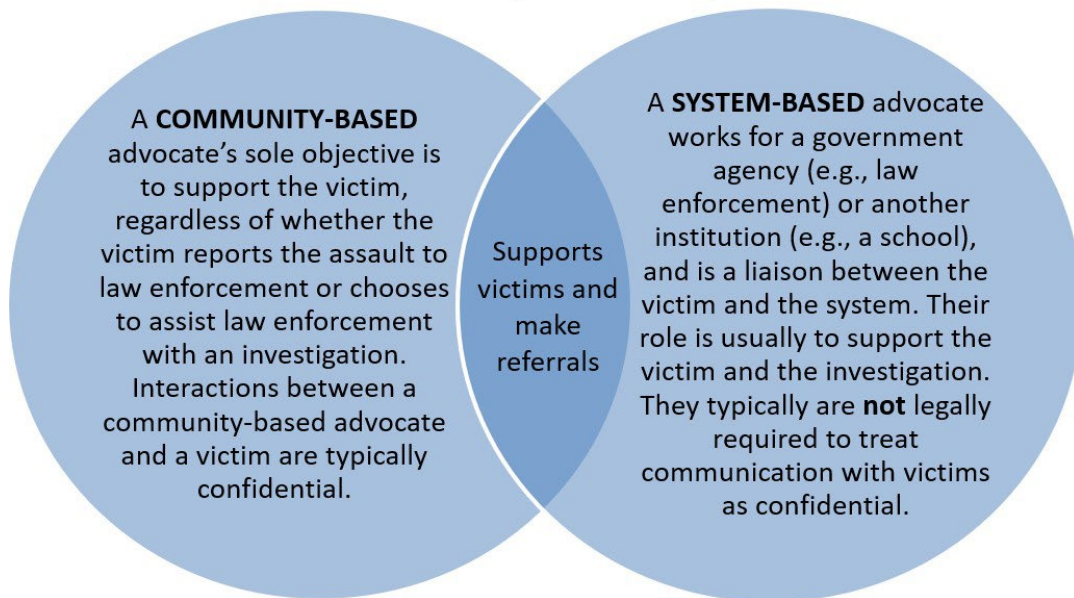 A COMMUNITY-BASED
advocate's sole objective is
to support the victim,
regardless of whether the
victim reports the assault to
law enforcement or chooses
to assist law enforcement
with an investigation.
Interactions between a
community-based advocate
and a victim are typically
confidential.
Supports
victims and
make
referrals
A SYSTEM-BASED advocate
works for a government
agency (e.g., law
enforcement) or another
institution (e.g., a school),
and is a liaison between the
victim and the system. Their
role is usually to support the
victim and the investigation.
They typically are not legally
required to treat
communication with victims
as confidential.